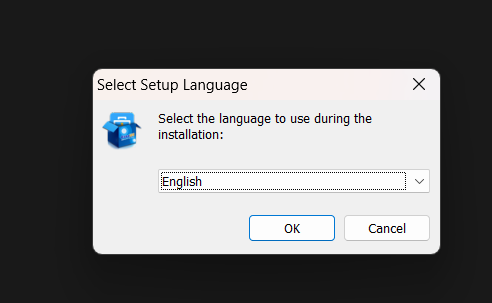 Select Setup Language
Select the language to use during the
installation:
English
OK
Cancel